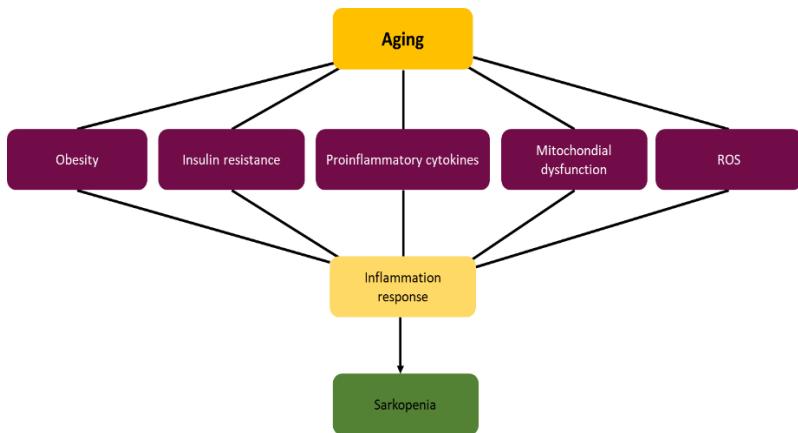 Aging
Obesity
Insulin resistance
Proinflammatory cytokines
Mitochondial
dysfunction
ROS
Inflammation
response
Sarkopenia